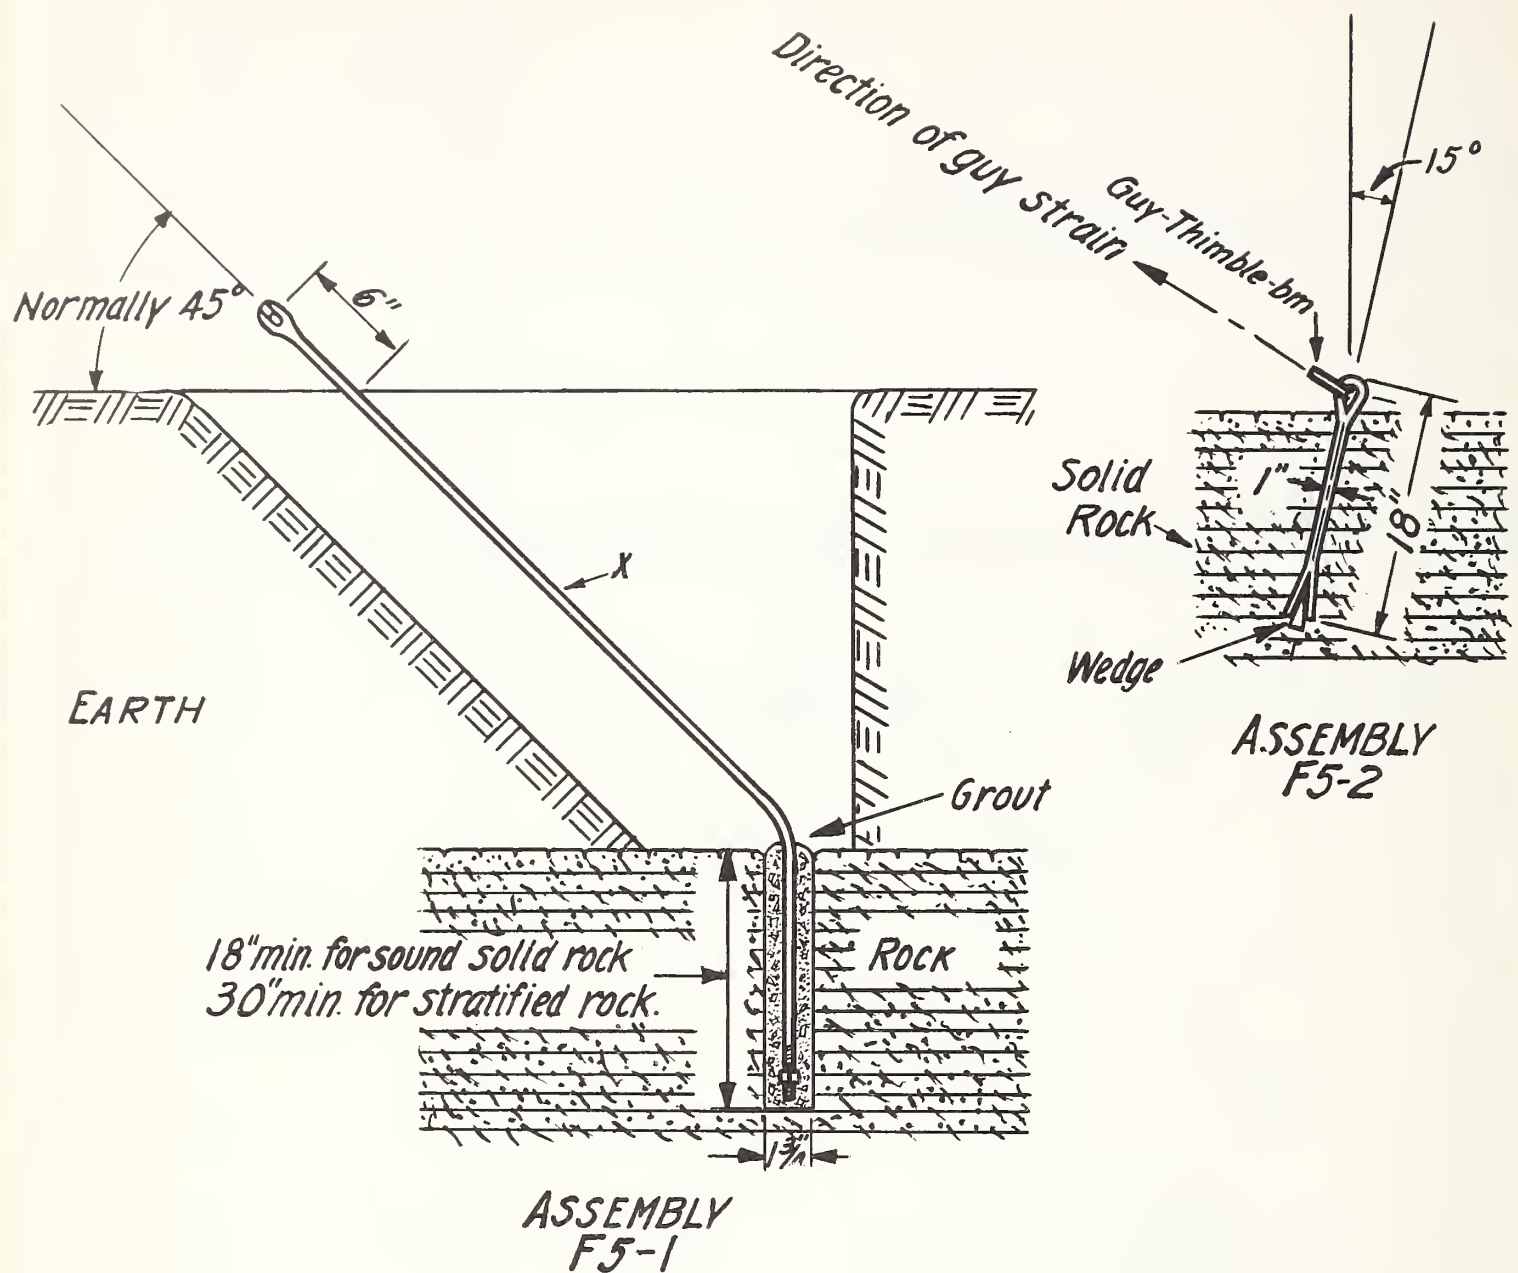 Direction of guy strain
Guy-Thimble-bm
15°
Normally 45°
6"
Solid
Rock
1"
18"
X
Wedge
EARTH
ASSEMBLY
F5-2
Grout
18" min. for sound solid rock
30" min. for stratified rock.
ROCK
1¾"
ASSEMBLY
F5-1